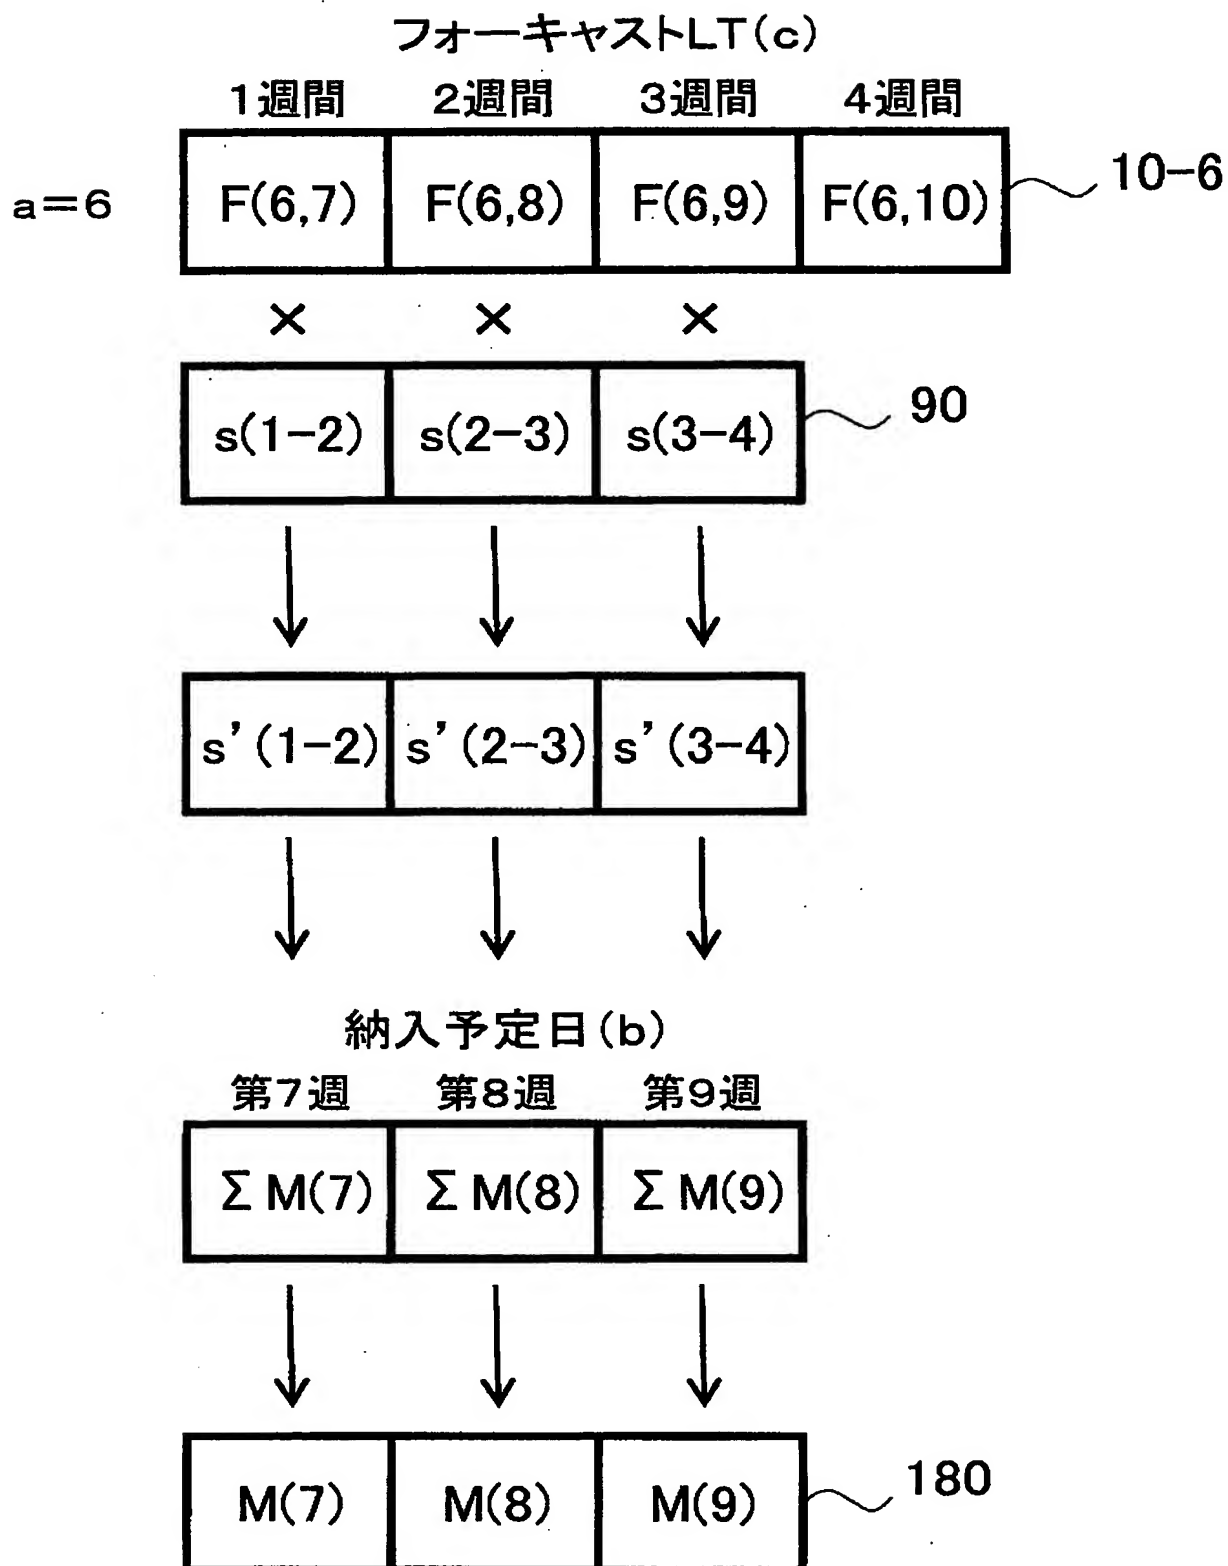 フォーキャストLT(c)
1週間 2週間 3週間 4週間
a=6 F(6,7) F(6,8) F(6,9) F(6,10) 10-6
× × ×
s(1-2) s(2-3) s(3-4) 90
s'(1-2) s'(2-3) s'(3-4)
納入予定日(b)
第7週 第8週 第9週
Σ M(7) Σ M(8) Σ M(9)
M(7) M(8) M(9) 180